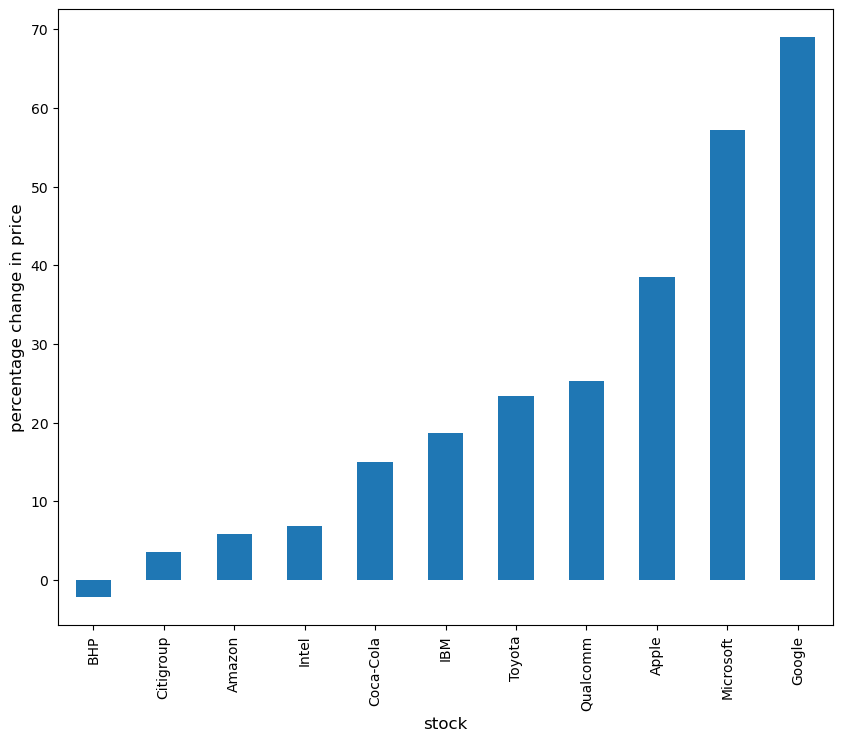 70
60
50
40
30
20
10
0
percentage change in price
BHP
Citigroup
Amazon
Intel
Coca-Cola
IBM
Toyota
Qualcomm
Apple
Microsoft
Google
stock